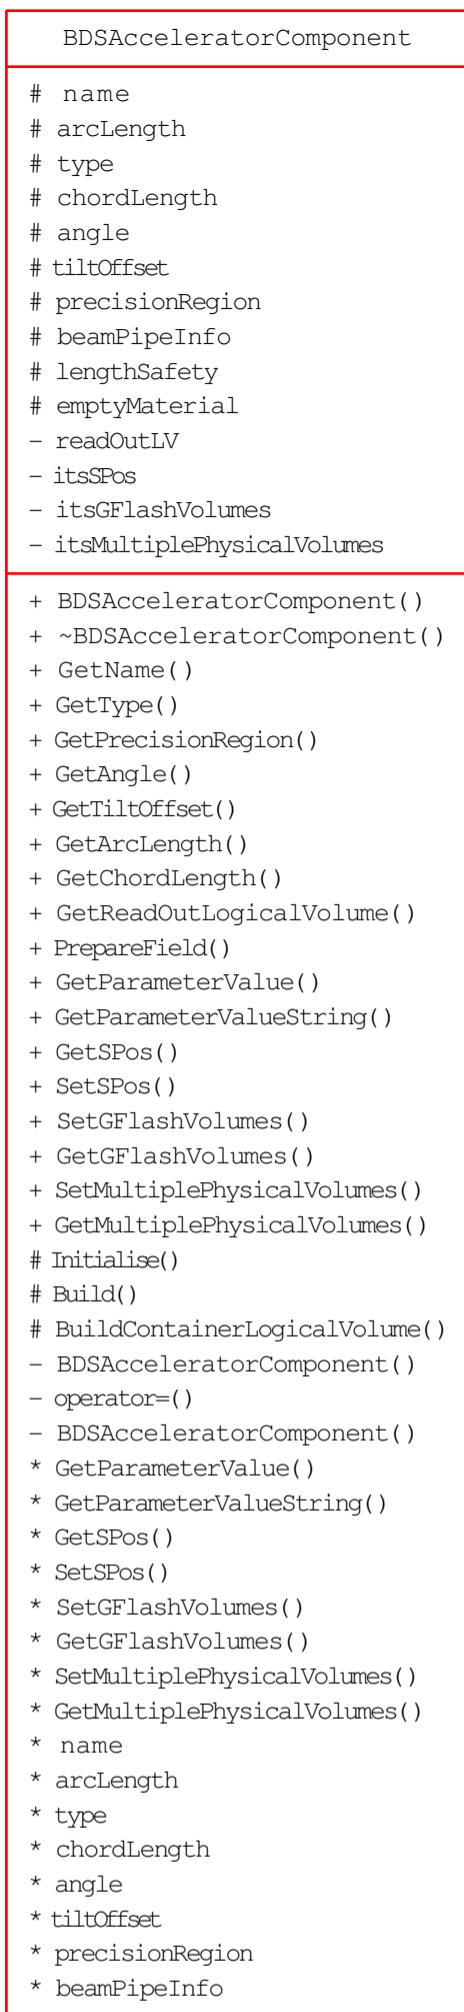 BDSAcceleratorComponent
# name
# arcLength
# type
# chordLength
# angle
# tiltOffset
# precisionRegion
# beamPipeInfo
# lengthSafety
# emptyMaterial
- readOutLV
- itsSPos
- itsGFlashVolumes
- itsMultiplePhysicalVolumes
+ BDSAcceleratorComponent()
+ ~BDSAcceleratorComponent()
+ GetName()
+ GetType()
+ GetPrecisionRegion()
+ GetAngle()
+ GetTiltOffset()
+ GetArcLength()
+ GetChordLength()
+ GetReadOutLogicalVolume()
+ PrepareField()
+ GetParameterValue()
+ GetParameterValueString()
+ GetSPos()
+ SetSPos()
+ SetGFlashVolumes()
+ GetGFlashVolumes()
+ SetMultiplePhysicalVolumes()
+ GetMultiplePhysicalVolumes()
# Initialise()
# Build()
# BuildContainerLogicalVolume()
- BDSAcceleratorComponent()
- operator=()
- BDSAcceleratorComponent()
* GetParameterValue()
* GetParameterValueString()
* GetSPos()
* SetSPos()
* SetGFlashVolumes()
* GetGFlashVolumes()
* SetMultiplePhysicalVolumes()
* GetMultiplePhysicalVolumes()
* name
* arcLength
* type
* chordLength
* angle
* tiltOffset
* precisionRegion
* beamPipeInfo